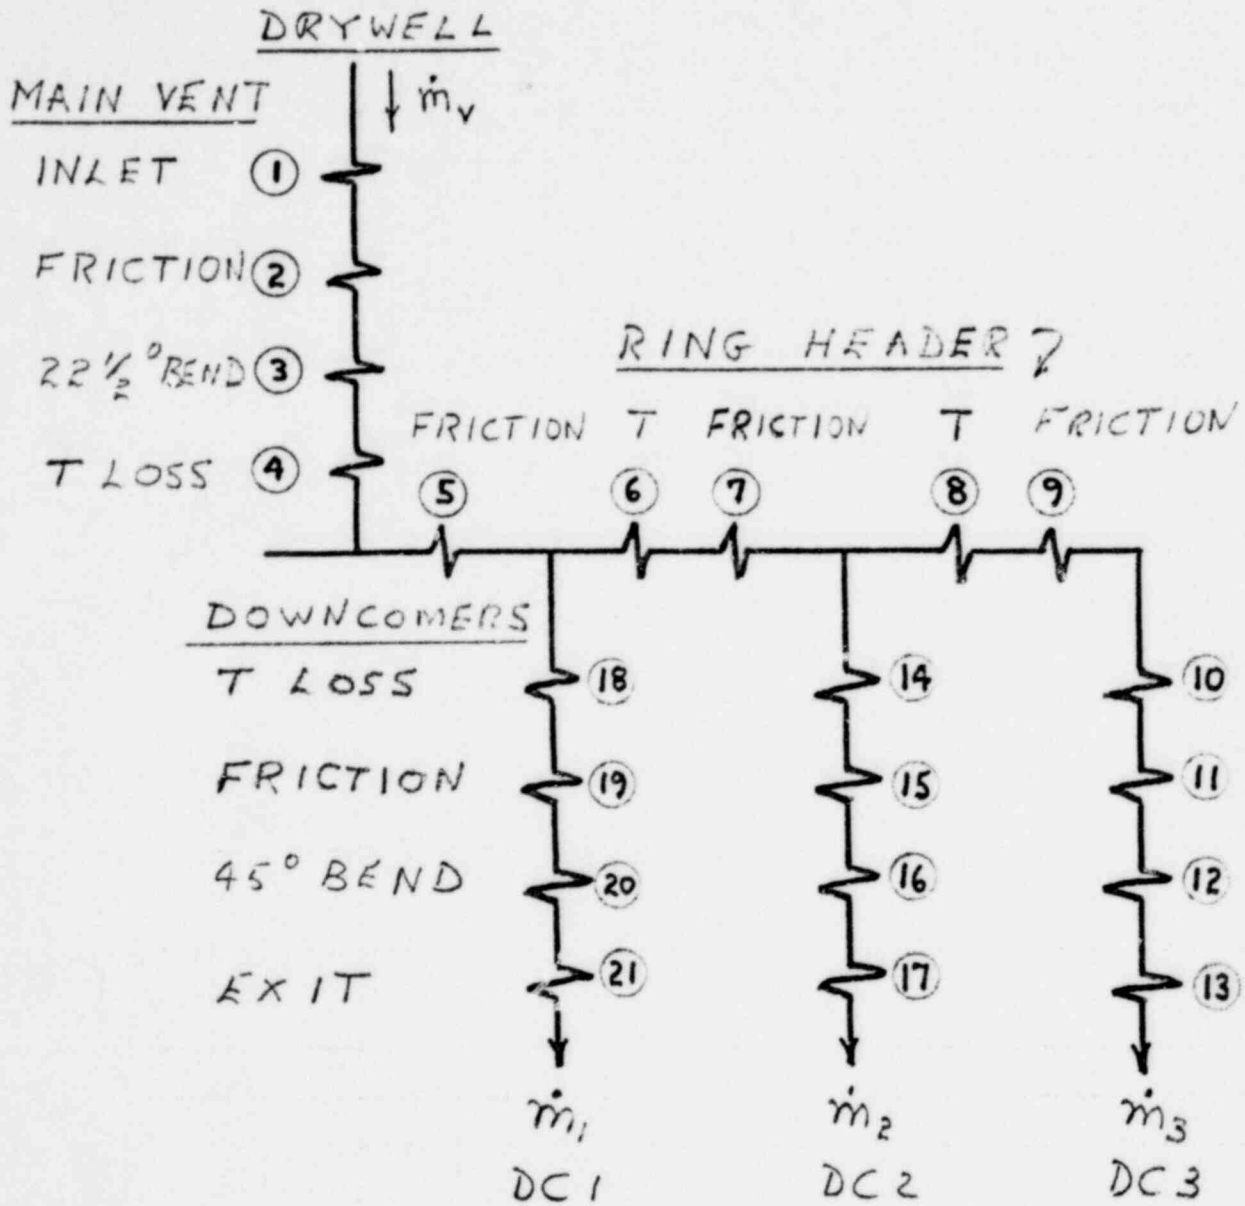 DRYWELL
MAIN VENT
ṁv
INLET ①
FRICTION ②
22 ½° BEND ③
T LOSS ④
RING HEADER
FRICTION T FRICTION T FRICTION
⑤ ⑥ ⑦ ⑧ ⑨
DOWNCOMERS
T LOSS ⑱ ⑭ ⑩
FRICTION ⑲ ⑮ ⑪
45° BEND ⑳ ⑯ ⑫
EXIT ㉑ ⑰ ⑬
ṁ1 ṁ2 ṁ3
DC 1 DC 2 DC 3